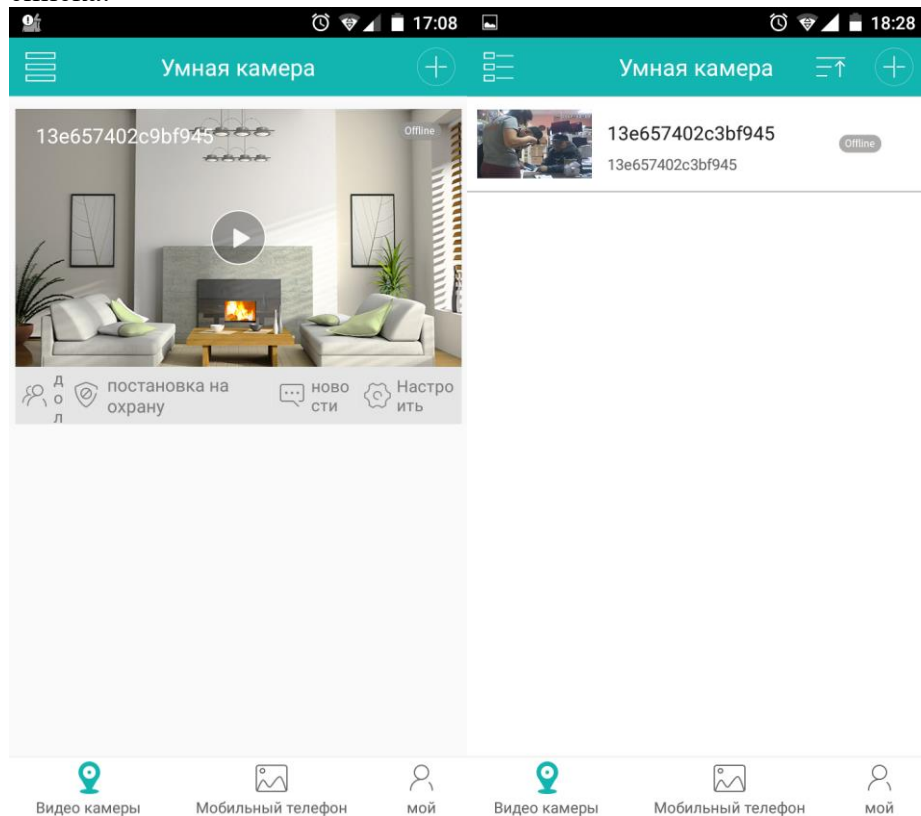 17:08
Умная камера
13e657402c9bf945
Offline
д
о
л
постановка на
охрану
ново
сти
Настро
ить
Видео камеры
Мобильный телефон
мой
18:28
Умная камера
13e657402c3bf945
13e657402c3bf945
Offline
Видео камеры
Мобильный телефон
мой